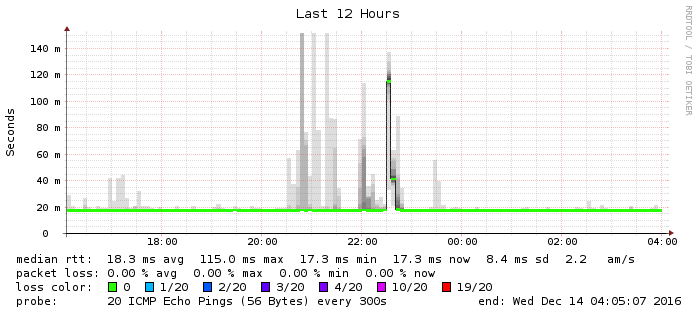 Last 12 Hours
RRDTOOL / TOBI OETIKER
Seconds
140 m
120 m
100 m
80 m
60 m
40 m
20 m
0
18:00 20:00 22:00 00:00 02:00 04:00
median rtt: 18.3 ms avg 115.0 ms max 17.3 ms min 17.3 ms now 8.4 ms sd 2.2 am/s
packet loss: 0.00 % avg 0.00 % max 0.00 % min 0.00 % now
loss color: 0 1/20 2/20 3/20 4/20 10/20 19/20
probe: 20 ICMP Echo Pings (56 Bytes) every 300s end: Wed Dec 14 04:05:07 2016